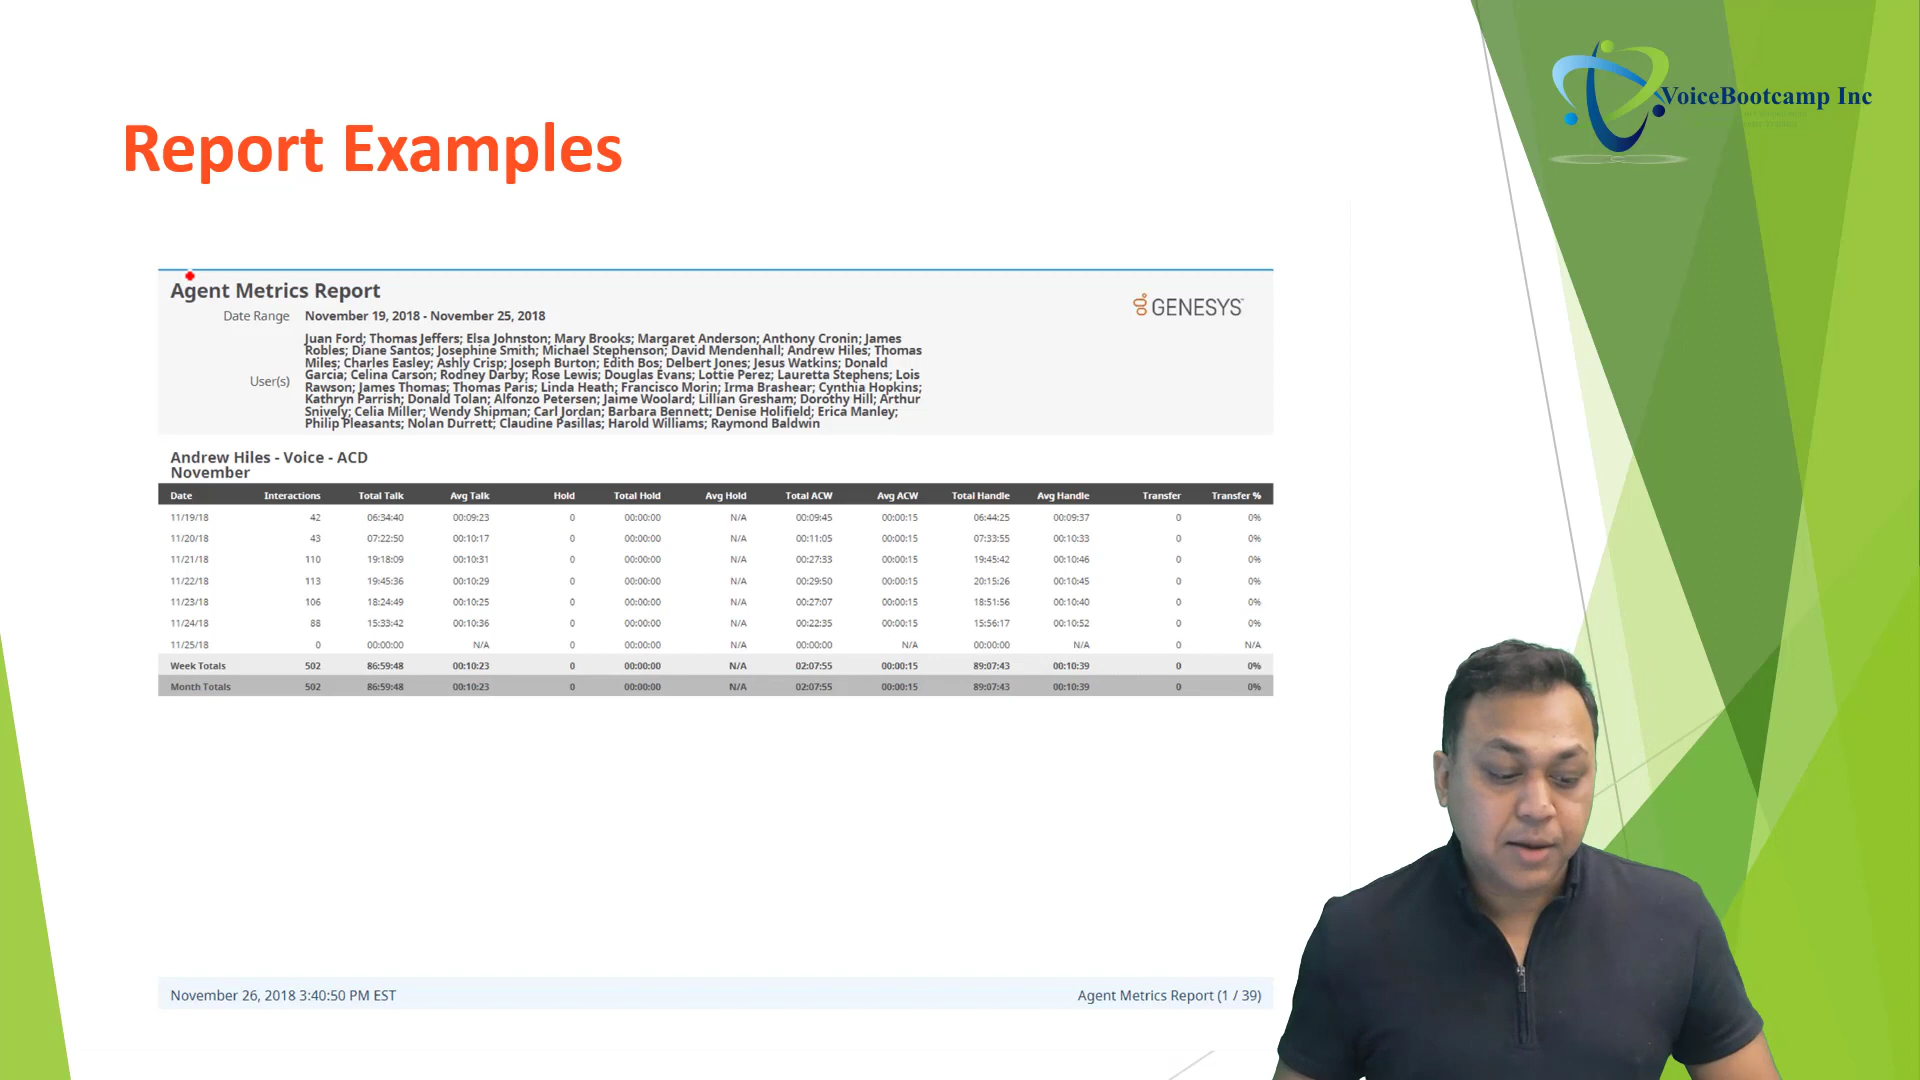 VoiceBootcamp Inc
Report Examples
Agent Metrics Report
GENESYS
Date Range November 19, 2018 - November 25, 2018
User(s)
Juan Ford; Thomas Jeffers; Elsa Johnston; Mary Brooks; Margaret Anderson; Anthony Cronin; James
Robles; Diane Santos; Josephine Smith; Michael Stephenson; David Mendenhall; Andrew Hiles; Thomas
Miles; Charles Easley; Ashly Crisp; Joseph Burton; Edith Bos; Delbert Jones; Jesus Watkins; Donald
Garcia; Celina Carson; Rodney Darby; Rose Lewis; Douglas Evans; Lottie Perez; Lauretta Stephens; Lois
Rawson; James Thomas; Thomas Paris; Linda Heath; Francisco Morin; Irma Brashear; Cynthia Hopkins;
Kathryn Parrish; Donald Tolan; Alfonzo Petersen; Jaime Woolard; Lillian Gresham; Dorothy Hill; Arthur
Snively; Celia Miller; Wendy Shipman; Carl Jordan; Barbara Bennett; Denise Holifield; Erica Manley;
Philip Pleasants; Nolan Durrett; Claudine Pasillas; Harold Williams; Raymond Baldwin
Andrew Hiles - Voice - ACD
November
Date Interactions Total Talk Avg Talk Hold Total Hold Avg Hold Total ACW Avg ACW Total Handle Avg Handle Transfer Transfer %
11/19/18 42 06:34:40 00:09:23 0 00:00:00 N/A 00:09:45 00:00:15 06:44:25 00:09:37 0 0%
11/20/18 43 07:22:50 00:10:17 0 00:00:00 N/A 00:11:05 00:00:15 07:33:55 00:10:33 0 0%
11/21/18 110 19:18:09 00:10:31 0 00:00:00 N/A 00:27:33 00:00:15 19:45:42 00:10:46 0 0%
11/22/18 113 19:45:36 00:10:29 0 00:00:00 N/A 00:29:50 00:00:15 20:15:26 00:10:45 0 0%
11/23/18 106 18:24:49 00:10:25 0 00:00:00 N/A 00:27:07 00:00:15 18:51:56 00:10:40 0 0%
11/24/18 88 15:33:42 00:10:36 0 00:00:00 N/A 00:22:35 00:00:15 15:56:17 00:10:52 0 0%
11/25/18 0 00:00:00 N/A 0 00:00:00 N/A 00:00:00 N/A 00:00:00 N/A 0 N/A
Week Totals 502 86:59:48 00:10:23 0 00:00:00 N/A 02:07:55 00:00:15 89:07:43 00:10:39 0 0%
Month Totals 502 86:59:48 00:10:23 0 00:00:00 N/A 02:07:55 00:00:15 89:07:43 00:10:39 0 0%
November 26, 2018 3:40:50 PM EST
Agent Metrics Report (1 / 39)